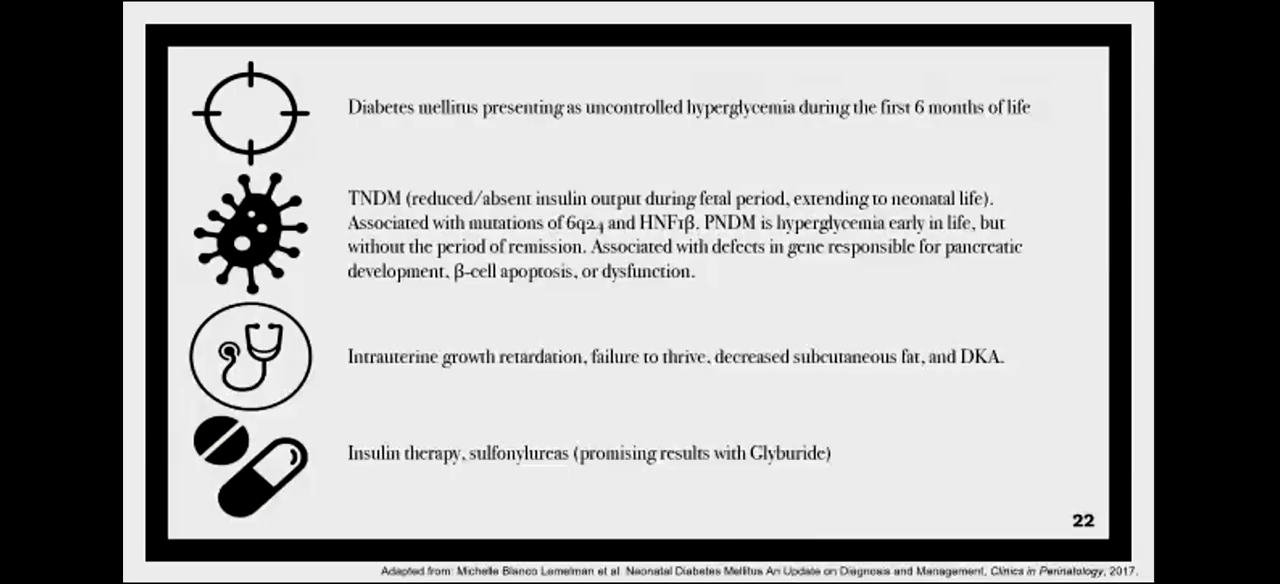 Diabetes mellitus presenting as uncontrolled hyperglycemia during the first 6 months of life
TNDM (reduced/absent insulin output during fetal period, extending to neonatal life).
Associated with mutations of 6q24 and HNF1β. PNDM is hyperglycemia early in life, but
without the period of remission. Associated with defects in gene responsible for pancreatic
development, β-cell apoptosis, or dysfunction.
Intrauterine growth retardation, failure to thrive, decreased subcutaneous fat, and DKA.
Insulin therapy, sulfonylureas (promising results with Glyburide)
22
Adapted from: Michelle Blanco Lemelman et al. Neonatal Diabetes Mellitus An Update on Diagnosis and Management, Clinics in Perinatology, 2017.